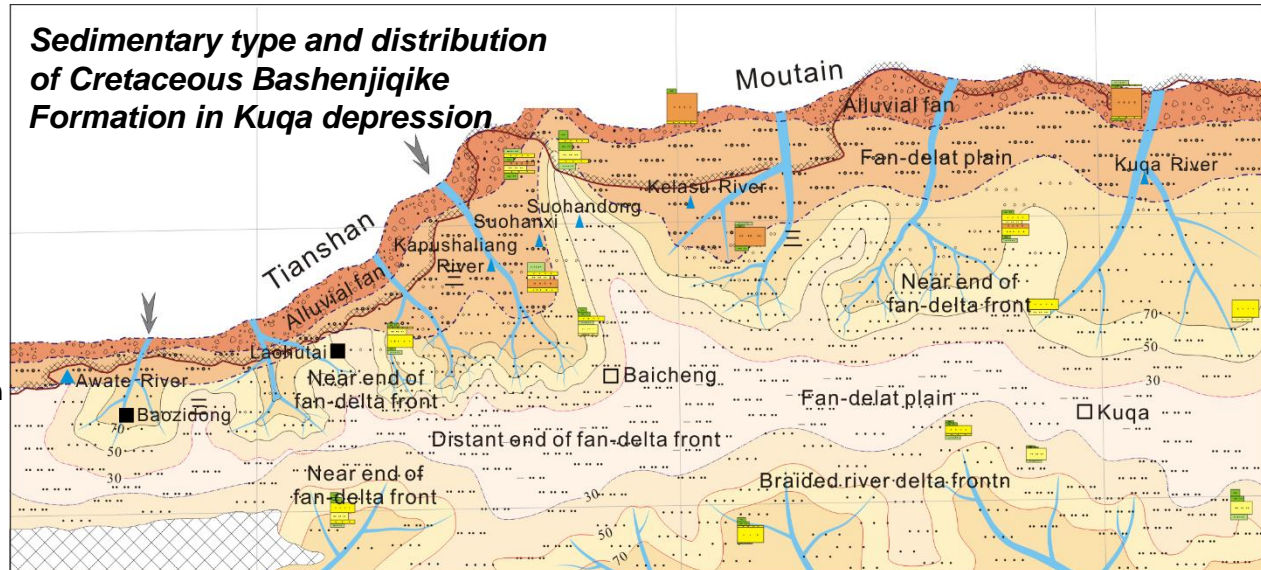 Sedimentary type and distribution
of Cretaceous Bashenjiqike
Formation in Kuqa depression
Moutain
Alluvial fan
Fan-delat plain
Kuqa River
Kelasu River
Suohandong
Suohanxi
Kapushaliang
River
Tianshan
Alluvial fan
Near end of
fan-delta front
70
50
30
Laohutai
Awate-River
Near end of
fan-delta front
Baicheng
Fan-delat plain
Kuqa
Baozidong
70
50
30
Distant end of fan-delta front
Near end of
fan-delta front
30
Braided river delta frontn
50
70